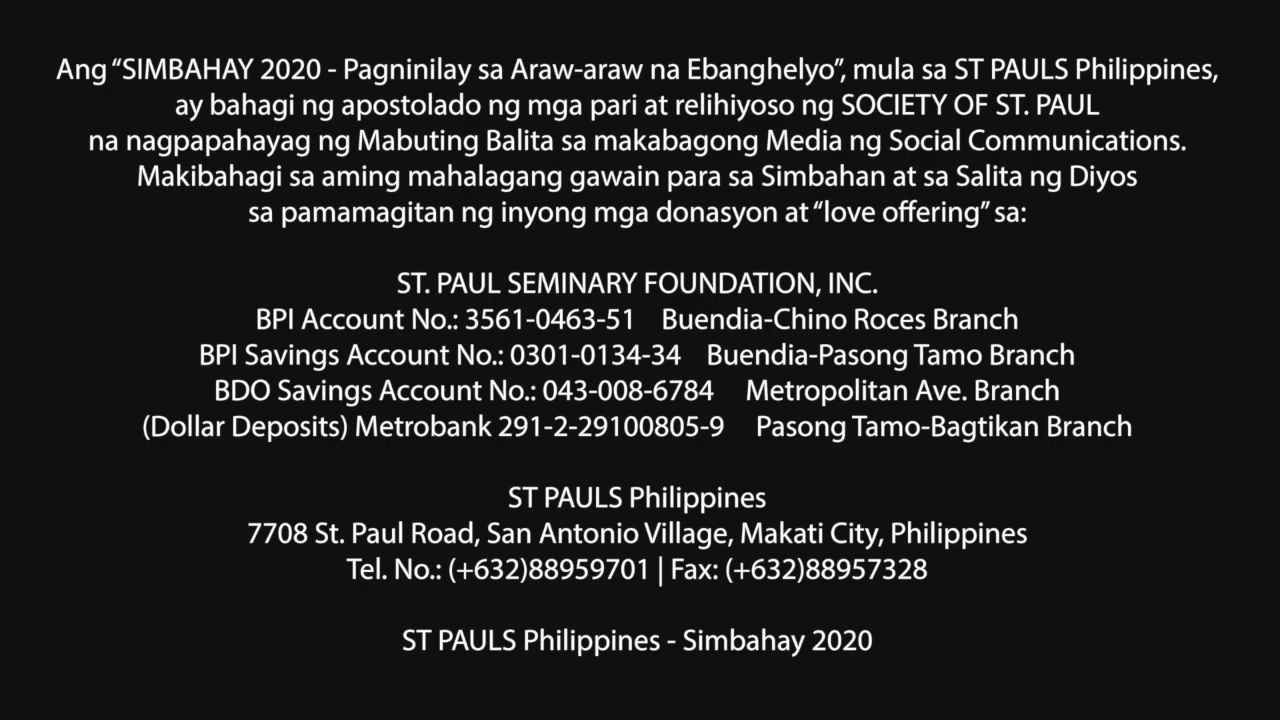 Ang “SIMBAHAY 2020 - Pagninilay sa Araw-araw na Ebanghelyo”, mula sa ST PAULS Philippines,
ay bahagi ng apostolado ng mga pari at relihiyoso ng SOCIETY OF ST. PAUL
na nagpapahayag ng Mabuting Balita sa makabagong Media ng Social Communications.
Makibahagi sa aming mahalagang gawain para sa Simbahan at sa Salita ng Diyos
sa pamamagitan ng inyong mga donasyon at “love offering” sa:
ST. PAUL SEMINARY FOUNDATION, INC.
BPI Account No.: 3561-0463-51 Buendia-Chino Roces Branch
BPI Savings Account No.: 0301-0134-34 Buendia-Pasong Tamo Branch
BDO Savings Account No.: 043-008-6784 Metropolitan Ave. Branch
(Dollar Deposits) Metrobank 291-2-29100805-9 Pasong Tamo-Bagtikan Branch
ST PAULS Philippines
7708 St. Paul Road, San Antonio Village, Makati City, Philippines
Tel. No.: (+632)88959701 | Fax: (+632)88957328
ST PAULS Philippines - Simbahay 2020